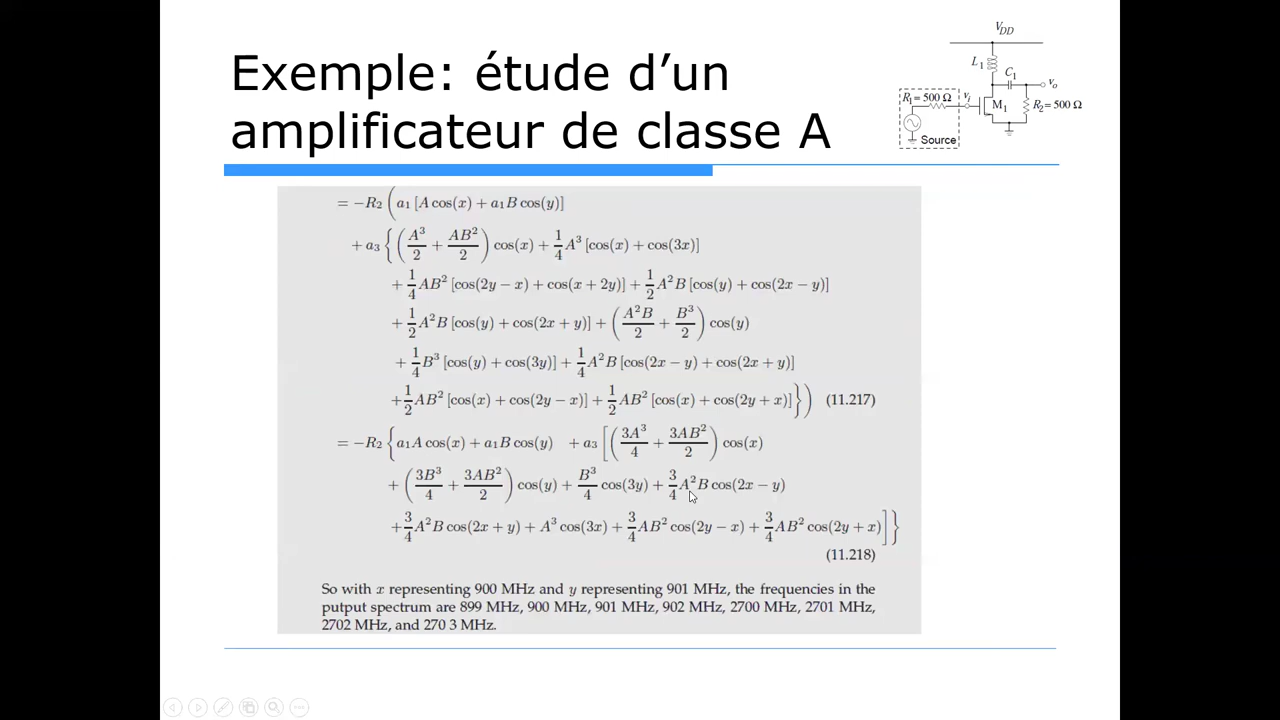 Exemple: étude d'un
amplificateur de classe A
V_DD
L_1
C_1
v_o
R_1 = 500 Ω
v_i
M_1
R_2 = 500 Ω
Source
= −R_2 ( a_1 [A cos(x) + a_1 B cos(y)]
+ a_3 { ( A^3/2 + AB^2/2 ) cos(x) + 1/4 A^3 [cos(x) + cos(3x)]
+ 1/4 AB^2 [cos(2y − x) + cos(x + 2y)] + 1/2 A^2B [cos(y) + cos(2x − y)]
+ 1/2 A^2B [cos(y) + cos(2x + y)] + ( A^2B/2 + B^3/2 ) cos(y)
+ 1/4 B^3 [cos(y) + cos(3y)] + 1/4 A^2B [cos(2x − y) + cos(2x + y)]
+ 1/2 AB^2 [cos(x) + cos(2y − x)] + 1/2 AB^2 [cos(x) + cos(2y + x)] } ) (11.217)
= −R_2 { a_1 A cos(x) + a_1 B cos(y) + a_3 [ ( 3A^3/4 + 3AB^2/2 ) cos(x)
+ ( 3B^3/4 + 3AB^2/2 ) cos(y) + B^3/4 cos(3y) + 3/4 A^2B cos(2x − y)
+ 3/4 A^2B cos(2x + y) + A^3 cos(3x) + 3/4 AB^2 cos(2y − x) + 3/4 AB^2 cos(2y + x) ] }
(11.218)
So with x representing 900 MHz and y representing 901 MHz, the frequencies in the
putput spectrum are 899 MHz, 900 MHz, 901 MHz, 902 MHz, 2700 MHz, 2701 MHz,
2702 MHz, and 270 3 MHz.